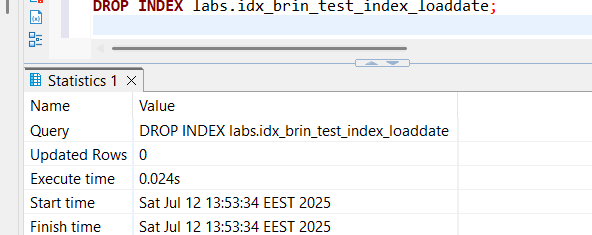 DROP INDEX labs.idx_brin_test_index_loaddate;
Statistics 1
Name Value
Query DROP INDEX labs.idx_brin_test_index_loaddate
Updated Rows 0
Execute time 0.024s
Start time Sat Jul 12 13:53:34 EEST 2025
Finish time Sat Jul 12 13:53:34 EEST 2025